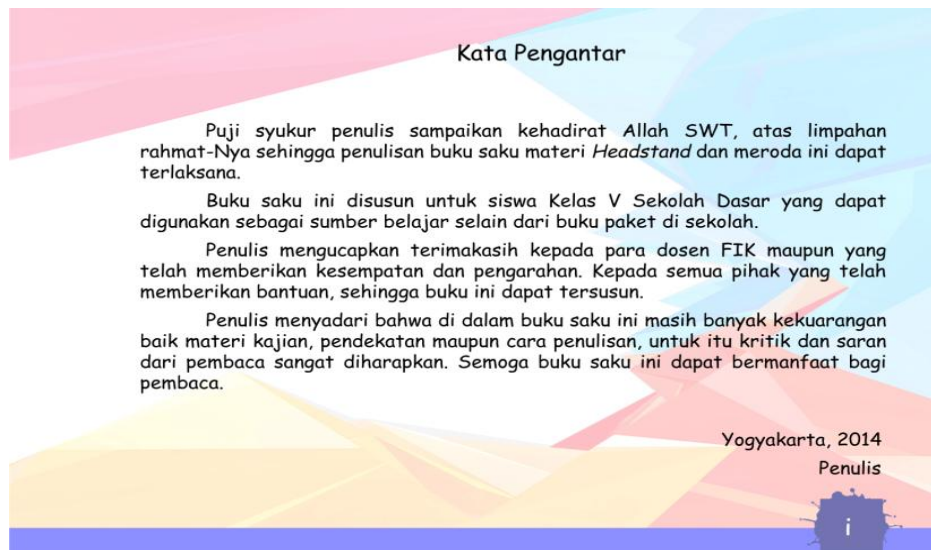 Kata Pengantar
Puji syukur penulis sampaikan kehadirat Allah SWT, atas limpahan
rahmat-Nya sehingga penulisan buku saku materi Headstand dan meroda ini dapat
terlaksana.
Buku saku ini disusun untuk siswa Kelas V Sekolah Dasar yang dapat
digunakan sebagai sumber belajar selain dari buku paket di sekolah.
Penulis mengucapkan terimakasih kepada para dosen FIK maupun yang
telah memberikan kesempatan dan pengarahan. Kepada semua pihak yang telah
memberikan bantuan, sehingga buku ini dapat tersusun.
Penulis menyadari bahwa di dalam buku saku ini masih banyak kekuarangan
baik materi kajian, pendekatan maupun cara penulisan, untuk itu kritik dan saran
dari pembaca sangat diharapkan. Semoga buku saku ini dapat bermanfaat bagi
pembaca.
Yogyakarta, 2014
Penulis
i